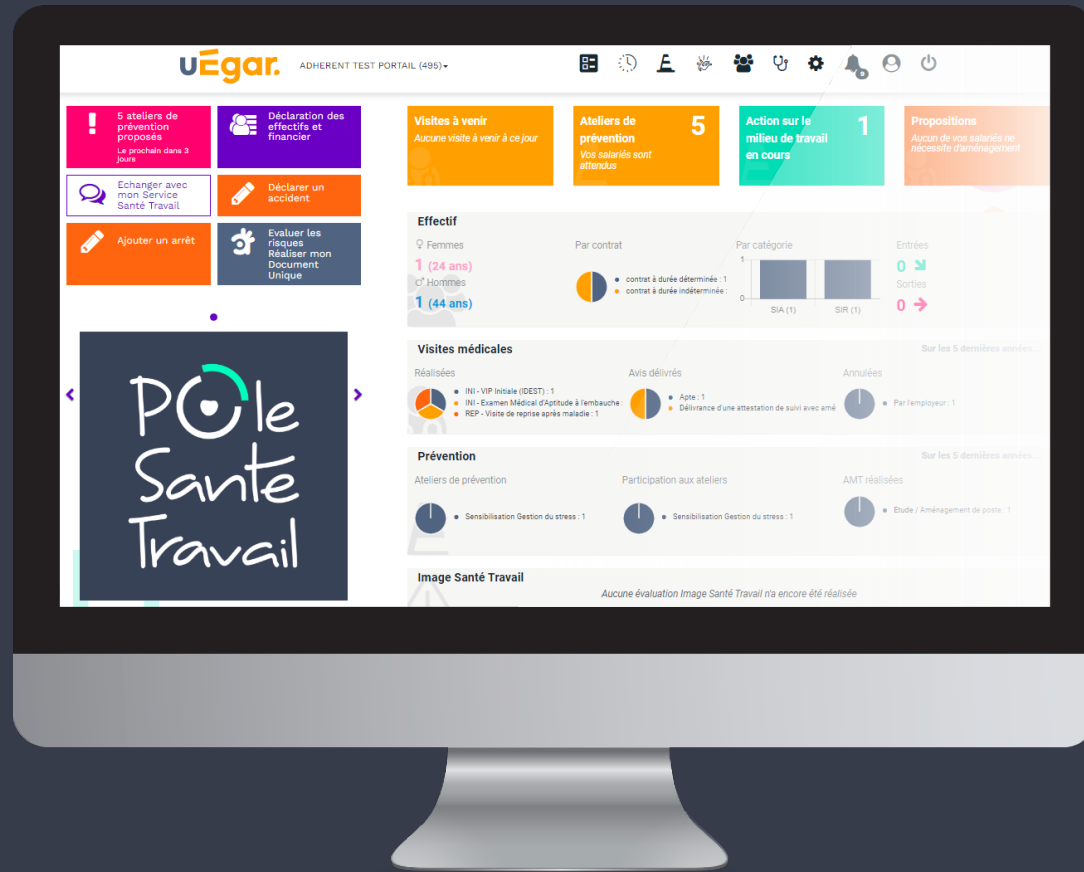 uEgar.
ADHERENT TEST PORTAIL (495)
0
5 ateliers de
prévention
proposés
Le prochain dans 3
jours
Déclaration des
effectifs et
financier
Echanger avec
mon Service
Santé Travail
Déclarer un
accident
Ajouter un arrêt
Evaluer les
risques
Réaliser mon
Document
Unique
Pôle
Santé
Travail
Visites à venir
Aucune visite à venir à ce jour
Ateliers de
prévention
5
Vos salariés sont
attendus
Action sur le
milieu de travail
en cours
1
Propositions
Aucun de vos salariés ne
nécessite d'aménagement
Effectif
Femmes
1 (24 ans)
Hommes
1 (44 ans)
Par contrat
contrat à durée déterminée : 1
contrat à durée indéterminée :
Par catégorie
1
0
SIA (1)
SIR (1)
Entrées
0
Sorties
0
Visites médicales
Sur les 5 dernières années...
Réalisées
INI - VIP Initiale (IDEST) : 1
INI - Examen Médical d'Aptitude à l'embauche :
REP - Visite de reprise après maladie : 1
Avis délivrés
Apte : 1
Délivrance d'une attestation de suivi avec amé
Annulées
Par l'employeur : 1
Prévention
Sur les 5 dernières années...
Ateliers de prévention
Sensibilisation Gestion du stress : 1
Participation aux ateliers
Sensibilisation Gestion du stress : 1
AMT réalisées
Etude / Aménagement de poste : 1
Image Santé Travail
Aucune évaluation Image Santé Travail n'a encore été réalisée